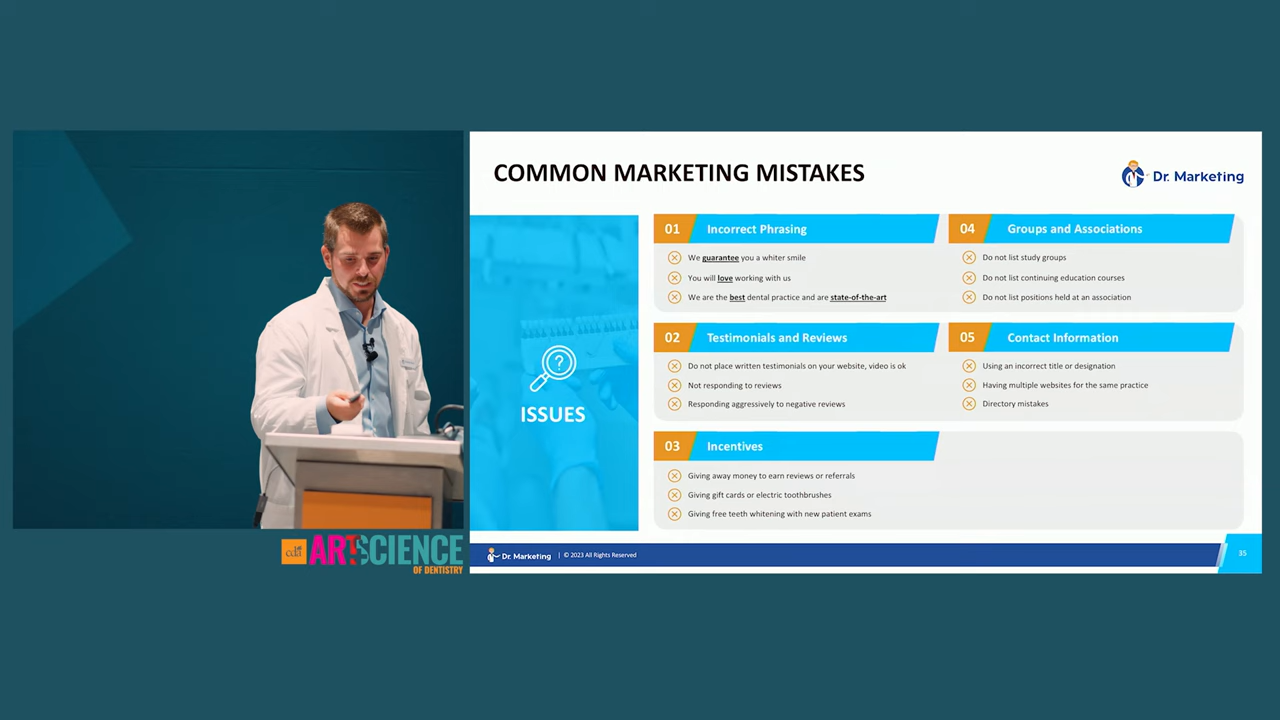 COMMON MARKETING MISTAKES
Dr. Marketing
ISSUES
01 Incorrect Phrasing
We guarantee you a whiter smile
You will love working with us
We are the best dental practice and are state-of-the-art
02 Testimonials and Reviews
Do not place written testimonials on your website, video is ok
Not responding to reviews
Responding aggressively to negative reviews
03 Incentives
Giving away money to earn reviews or referrals
Giving gift cards or electric toothbrushes
Giving free teeth whitening with new patient exams
04 Groups and Associations
Do not list study groups
Do not list continuing education courses
Do not list positions held at an association
05 Contact Information
Using an incorrect title or designation
Having multiple websites for the same practice
Directory mistakes
Dr. Marketing | © 2023 All Rights Reserved
35
cda ART & SCIENCE
OF DENTISTRY